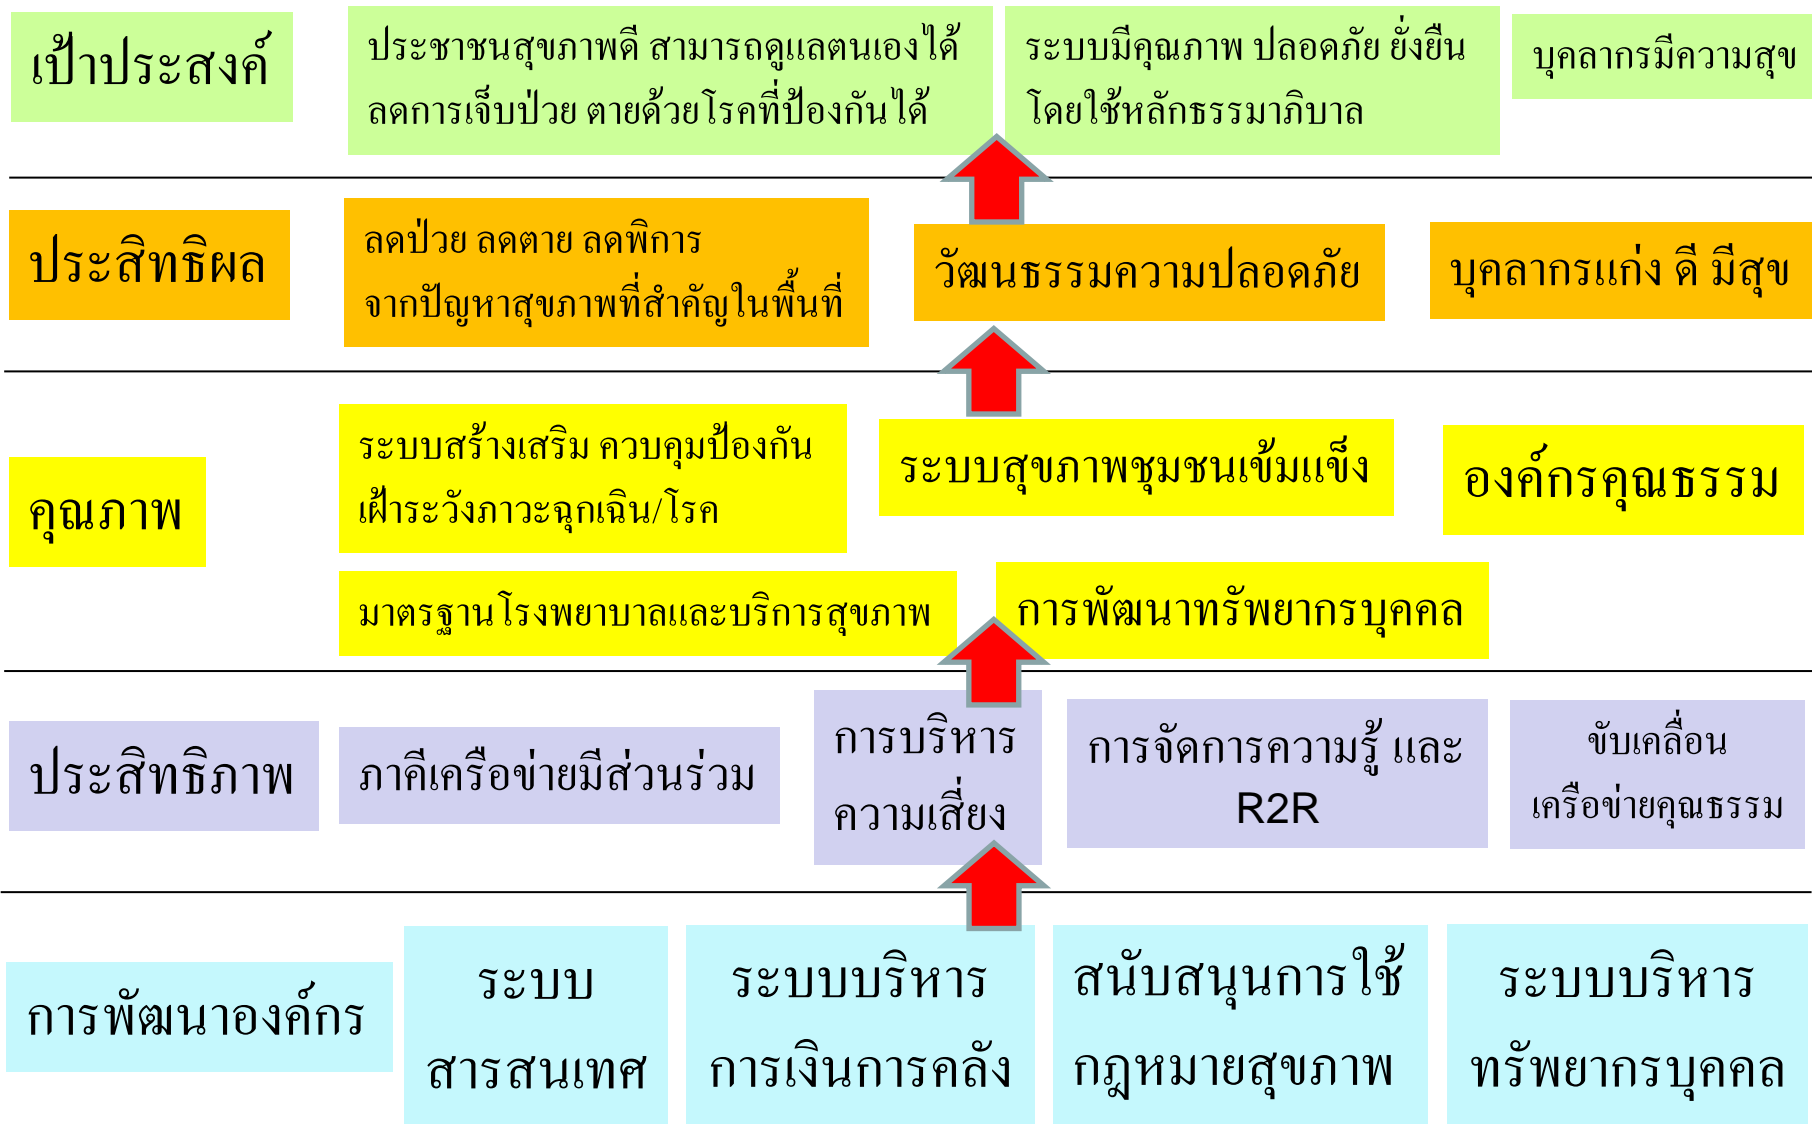 เป้าประสงค์
ประชาชนสุขภาพดี สามารถดูแลตนเองได้
ลดการเจ็บป่วย ตายด้วยโรคที่ป้องกันได้
ระบบมีคุณภาพ ปลอดภัย ยั่งยืน
โดยใช้หลักธรรมาภิบาล
บุคลากรมีความสุข
ประสิทธิผล
ลดป่วย ลดตาย ลดพิการ
จากปัญหาสุขภาพที่สำคัญในพื้นที่
วัฒนธรรมความปลอดภัย
บุคลากรแก่ง ดี มีสุข
คุณภาพ
ระบบสร้างเสริม ควบคุมป้องกัน
เฝ้าระวังภาวะฉุกเฉิน/โรค
ระบบสุขภาพชุมชนเข้มแข็ง
องค์กรคุณธรรม
มาตรฐานโรงพยาบาลและบริการสุขภาพ
การพัฒนาทรัพยากรบุคคล
ประสิทธิภาพ
ภาคีเครือข่ายมีส่วนร่วม
การบริหาร
ความเสี่ยง
การจัดการความรู้ และ
R2R
ขับเคลื่อน
เครือข่ายคุณธรรม
การพัฒนาองค์กร
ระบบ
สารสนเทศ
ระบบบริหาร
การเงินการคลัง
สนับสนุนการใช้
กฎหมายสุขภาพ
ระบบบริหาร
ทรัพยากรบุคคล